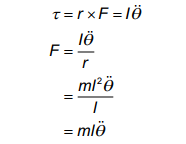 τ = r × F = Iθ̈
F = Iθ̈ / r
= ml²θ̈ / l
= mlθ̈